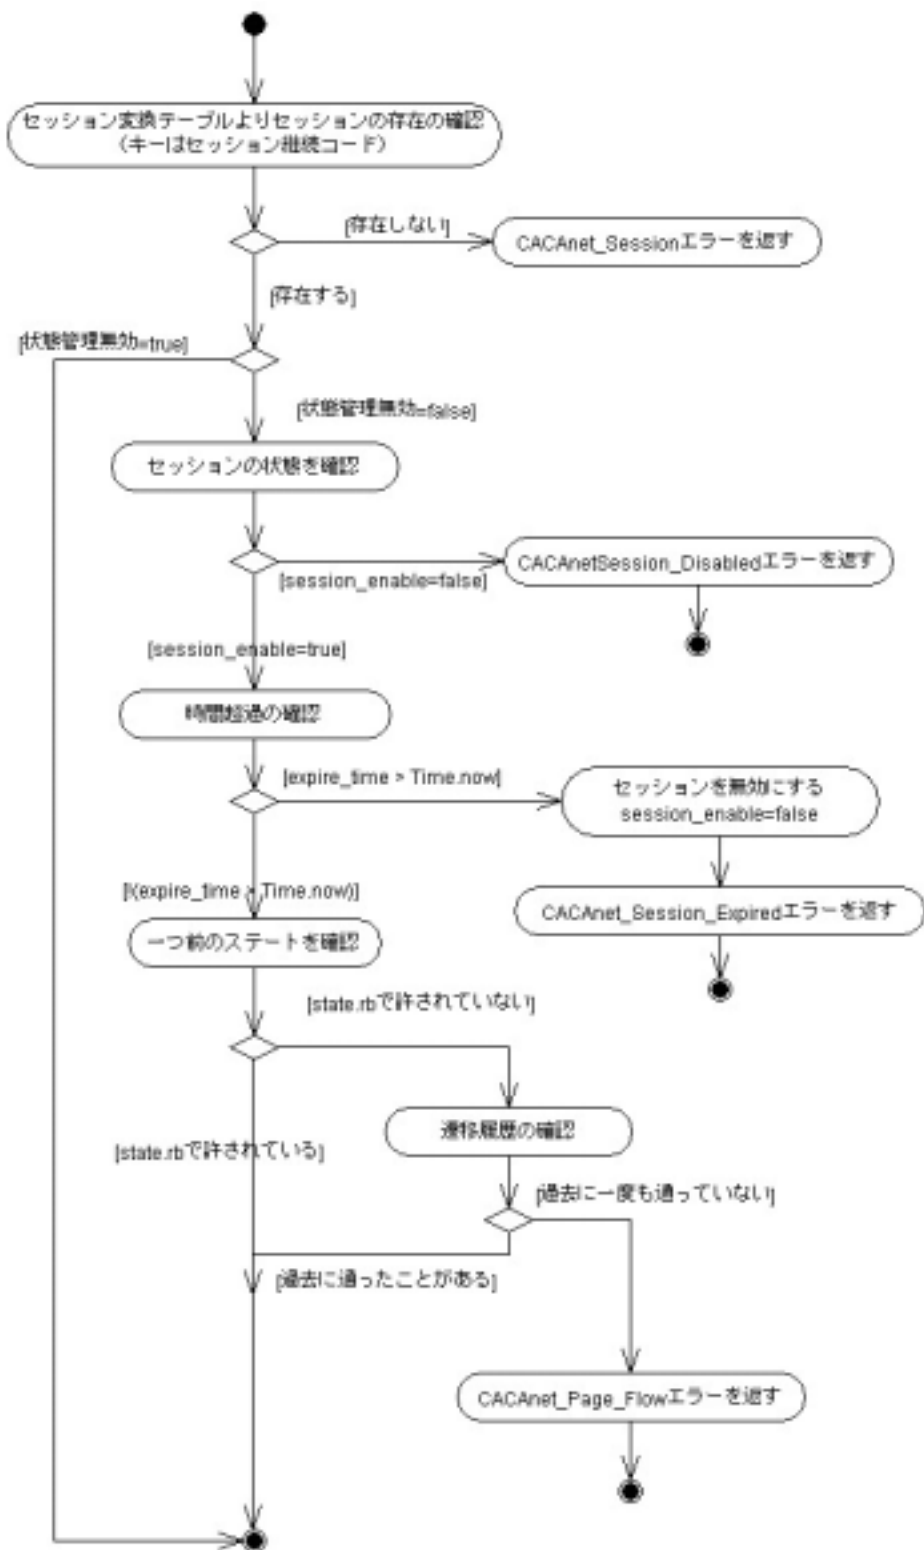 セッション変換テーブルよりセッションの存在の確認
(キーはセッション継続コード)
[存在しない]
CACAnet_Sessionエラーを返す
[存在する]
[状態管理無効=true]
[状態管理無効=false]
セッションの状態を確認
CACAnetSession_Disabledエラーを返す
[session_enable=false]
[session_enable=true]
時間超過の確認
[expire_time > Time.now]
セッションを無効にする
session_enable=false
[!(expire_time > Time.now)]
CACAnet_Session_Expiredエラーを返す
一つ前のステートを確認
[state.rbで許されていない]
遷移履歴の確認
[state.rbで許されている]
[過去に一度も通っていない]
[過去に通ったことがある]
CACAnet_Page_Flowエラーを返す